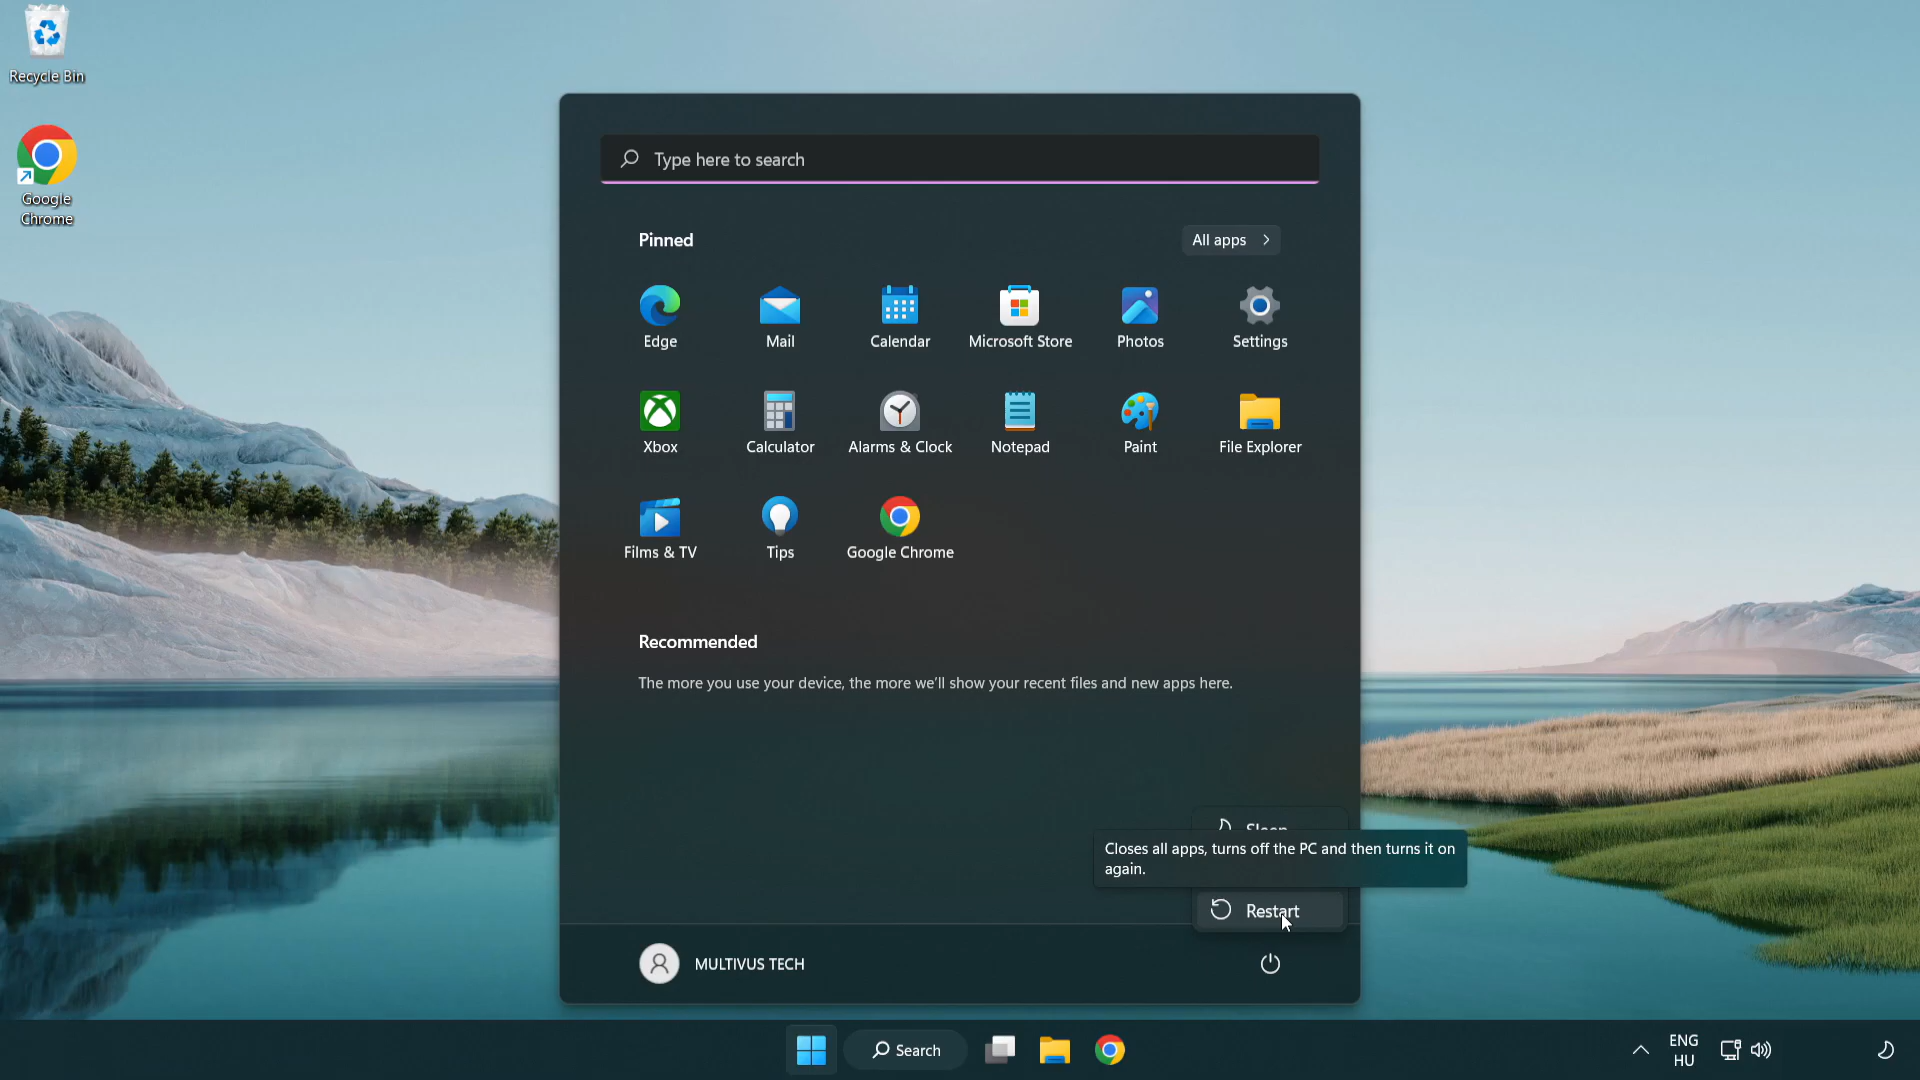 Recycle Bin
Google
Chrome
Type here to search
Pinned
All apps
Edge
Mail
Calendar
Microsoft Store
Photos
Settings
Xbox
Calculator
Alarms & Clock
Notepad
Paint
File Explorer
Films & TV
Tips
Google Chrome
Recommended
The more you use your device, the more we'll show your recent files and new apps here.
Sleep
Closes all apps, turns off the PC and then turns it on
again.
Restart
MULTIVUS TECH
Search
ENG
HU